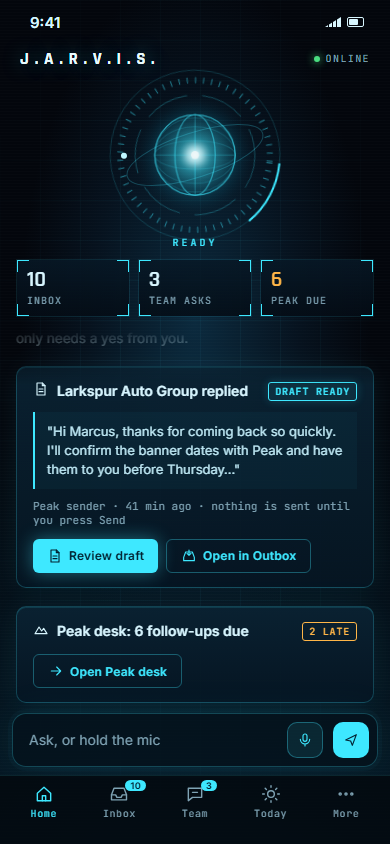 9:41
J.A.R.V.I.S.
ONLINE
READY
10
INBOX
3
TEAM ASKS
6
PEAK DUE
only needs a yes from you.
Larkspur Auto Group replied
DRAFT READY
"Hi Marcus, thanks for coming back so quickly.
I'll confirm the banner dates with Peak and have
them to you before Thursday..."
Peak sender · 41 min ago · nothing is sent until
you press Send
Review draft
Open in Outbox
Peak desk: 6 follow-ups due
2 LATE
Open Peak desk
Ask, or hold the mic
Home
10
Inbox
3
Team
Today
More